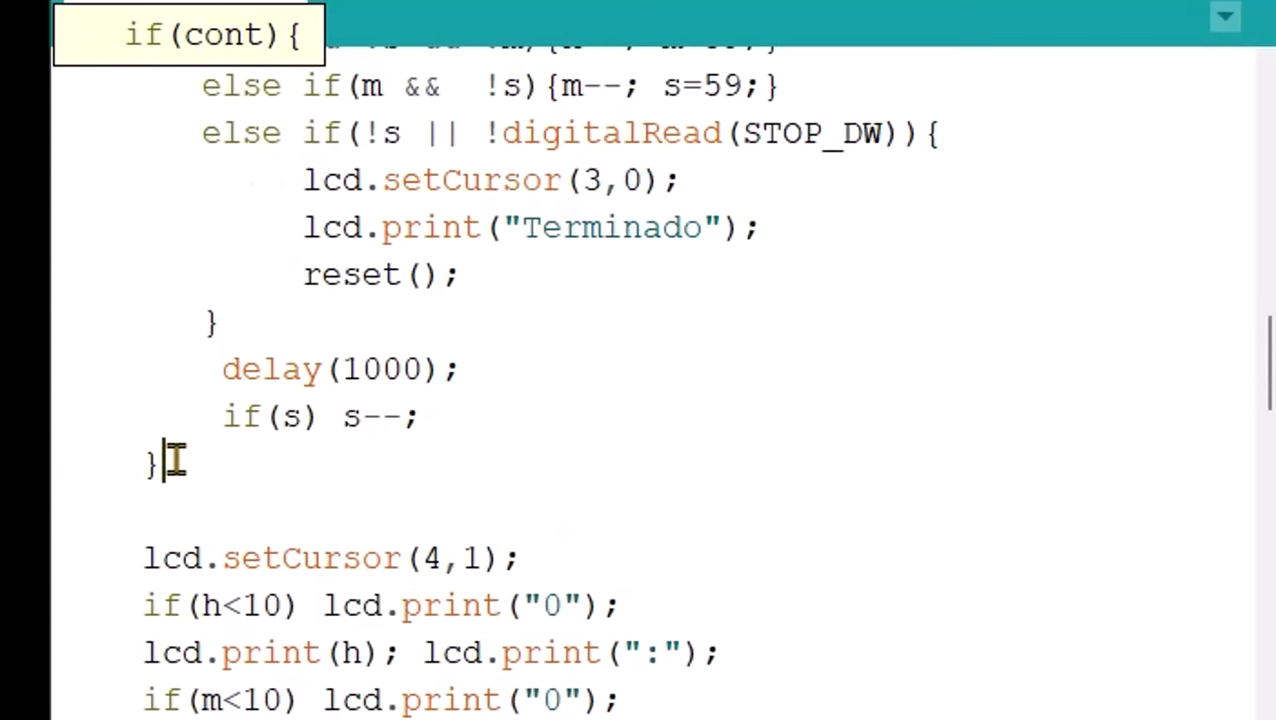 if(cont){
else if(m &&  !s){m--; s=59;}
else if(!s || !digitalRead(STOP_DW)){
lcd.setCursor(3,0);
lcd.print("Terminado");
reset();
}
delay(1000);
if(s) s--;
}
lcd.setCursor(4,1);
if(h<10) lcd.print("0");
lcd.print(h); lcd.print(":");
if(m<10) lcd.print("0");